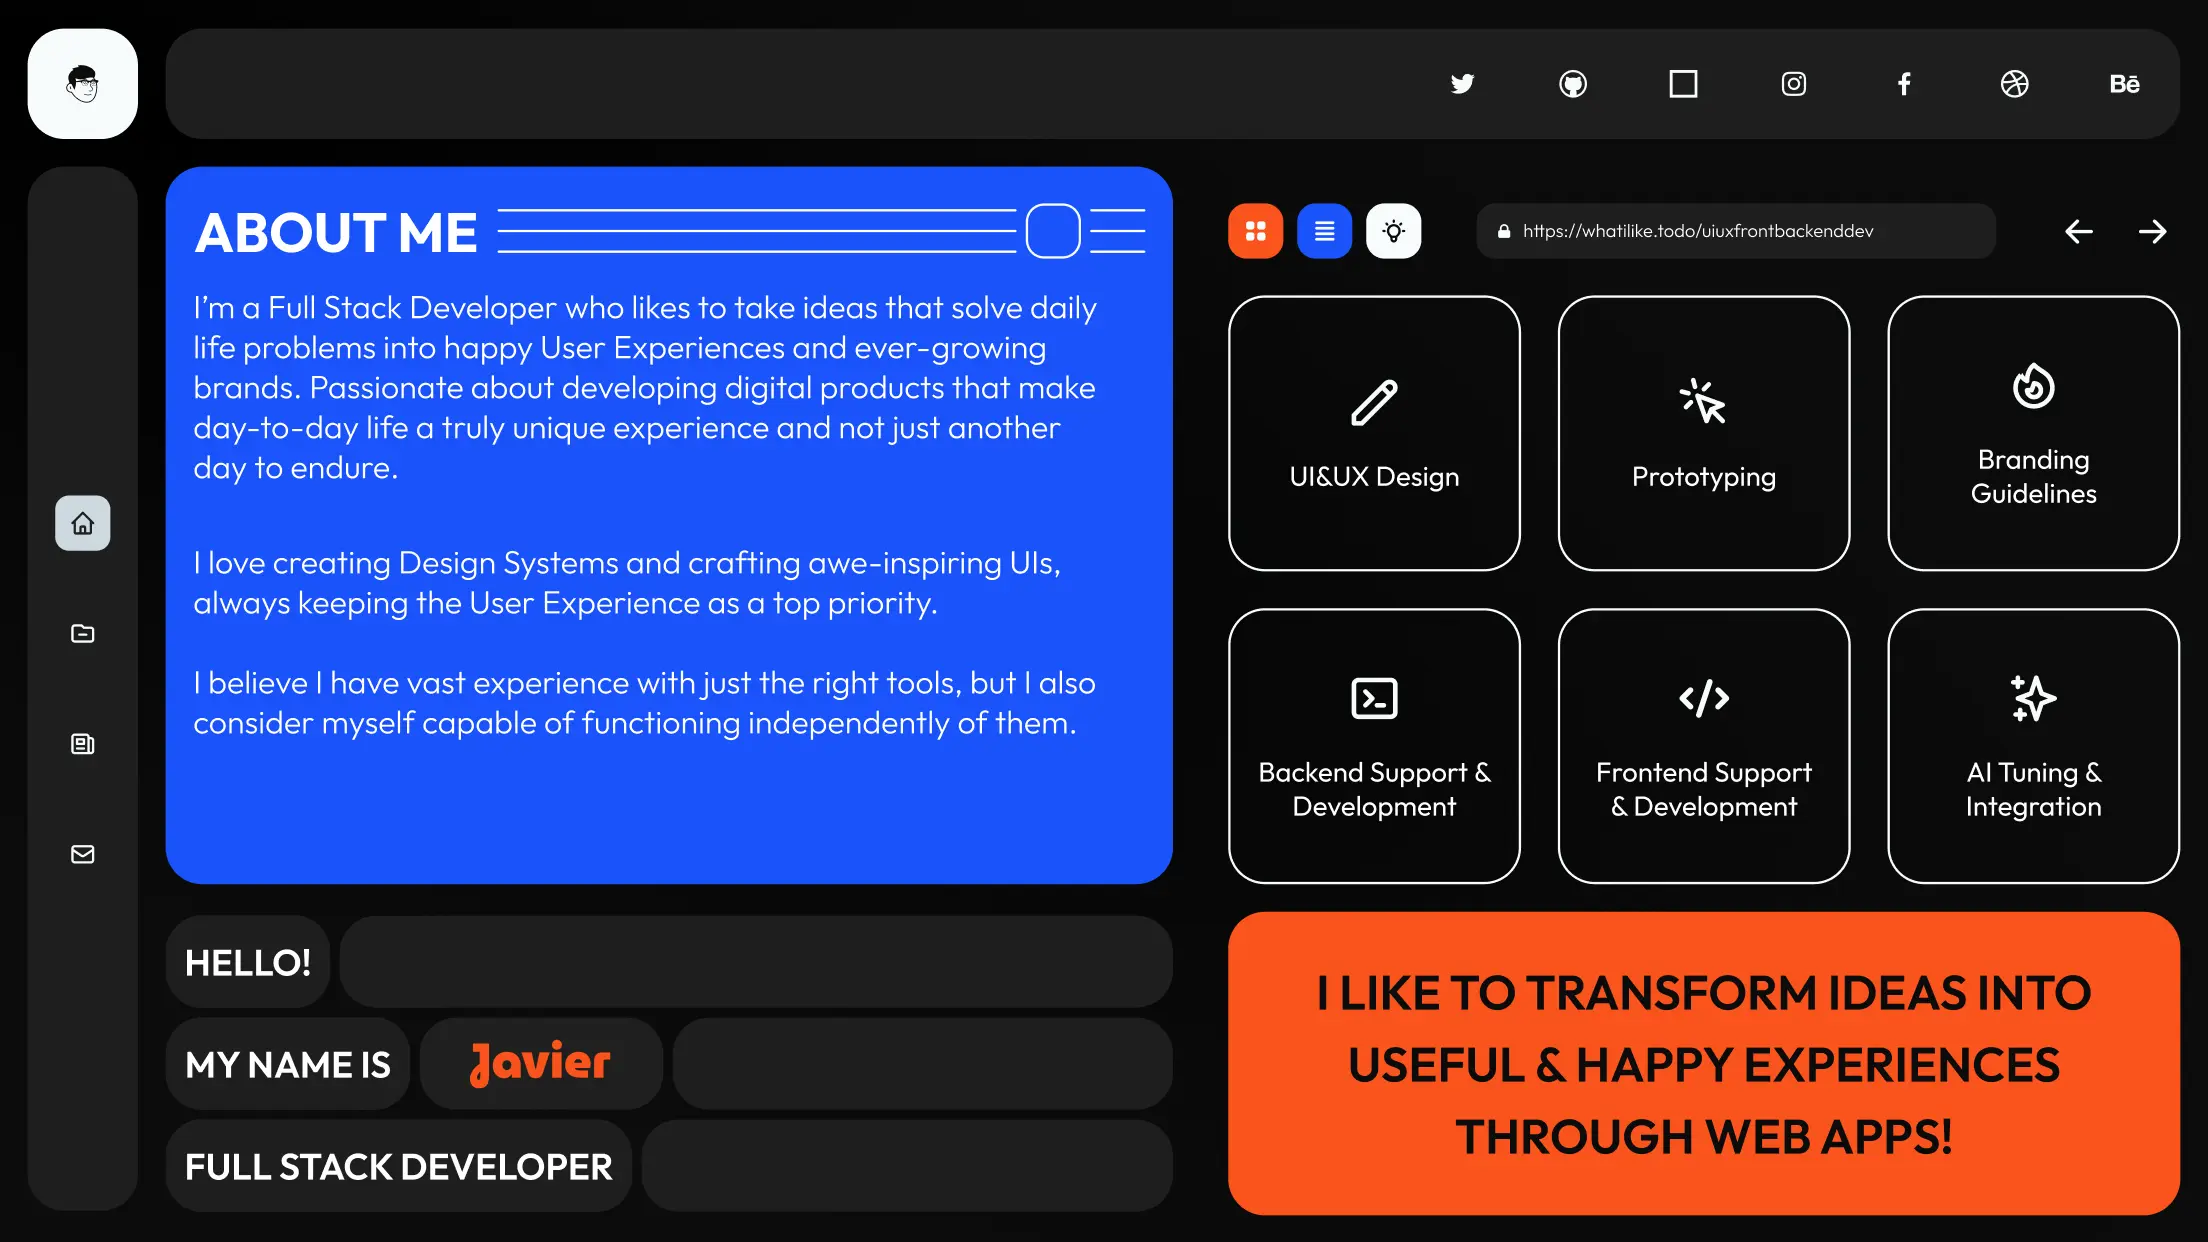 Bē
ABOUT ME
I’m a Full Stack Developer who likes to take ideas that solve daily
life problems into happy User Experiences and ever-growing
brands. Passionate about developing digital products that make
day-to-day life a truly unique experience and not just another
day to endure.
I love creating Design Systems and crafting awe-inspiring UIs,
always keeping the User Experience as a top priority.
I believe I have vast experience with just the right tools, but I also
consider myself capable of functioning independently of them.
HELLO!
MY NAME IS Javier
FULL STACK DEVELOPER
https://whatilike.todo/uiuxfrontbackenddev
UI&UX Design
Prototyping
Branding
Guidelines
Backend Support &
Development
Frontend Support
& Development
AI Tuning &
Integration
I LIKE TO TRANSFORM IDEAS INTO
USEFUL & HAPPY EXPERIENCES
THROUGH WEB APPS!